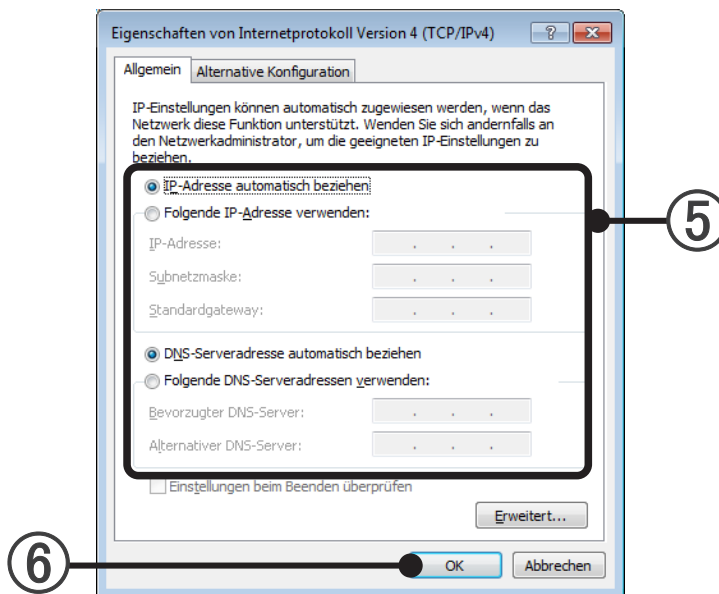 Eigenschaften von Internetprotokoll Version 4 (TCP/IPv4)
Allgemein
Alternative Konfiguration
IP-Einstellungen können automatisch zugewiesen werden, wenn das
Netzwerk diese Funktion unterstützt. Wenden Sie sich andernfalls an
den Netzwerkadministrator, um die geeigneten IP-Einstellungen zu
beziehen.
IP-Adresse automatisch beziehen
Folgende IP-Adresse verwenden:
IP-Adresse:
Subnetzmaske:
Standardgateway:
DNS-Serveradresse automatisch beziehen
Folgende DNS-Serveradressen verwenden:
Bevorzugter DNS-Server:
Alternativer DNS-Server:
Einstellungen beim Beenden überprüfen
Erweitert...
OK
Abbrechen
⑤
⑥